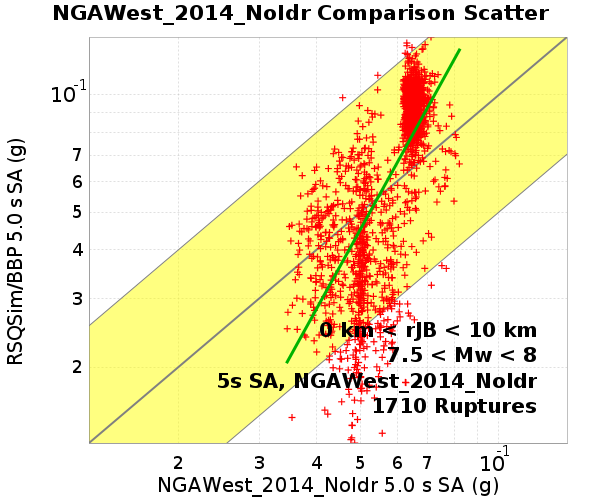 NGAWest_2014_NoIdr Comparison Scatter
RSQSim/BBP 5.0 s SA (g)
10-1
7
6
5
4
3
2
0 km < rJB < 10 km
7.5 < Mw < 8
5s SA, NGAWest_2014_NoIdr
1710 Ruptures
2 3 4 5 6 7 10-1
NGAWest_2014_NoIdr 5.0 s SA (g)